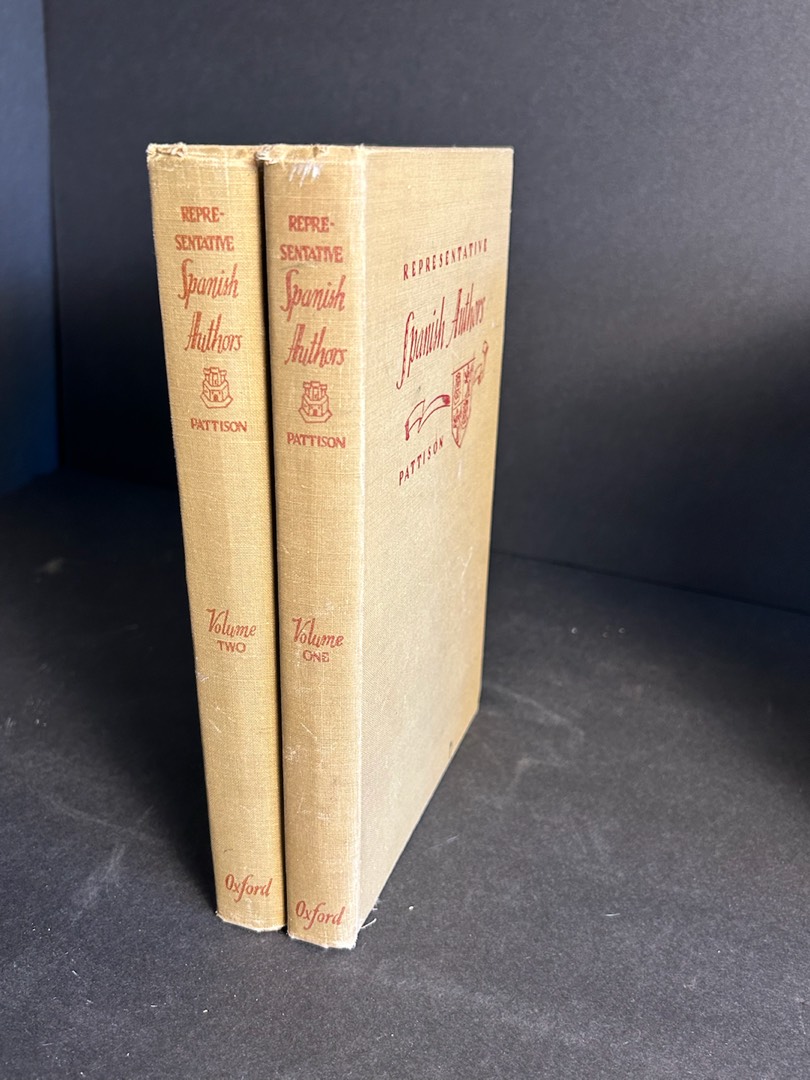 REPRE-
SENTATIVE
Spanish
Authors
PATTISON
Volume
TWO
Oxford
REPRE-
SENTATIVE
Spanish
Authors
PATTISON
Volume
ONE
Oxford
REPRESENTATIVE
Spanish Authors
PATTISON